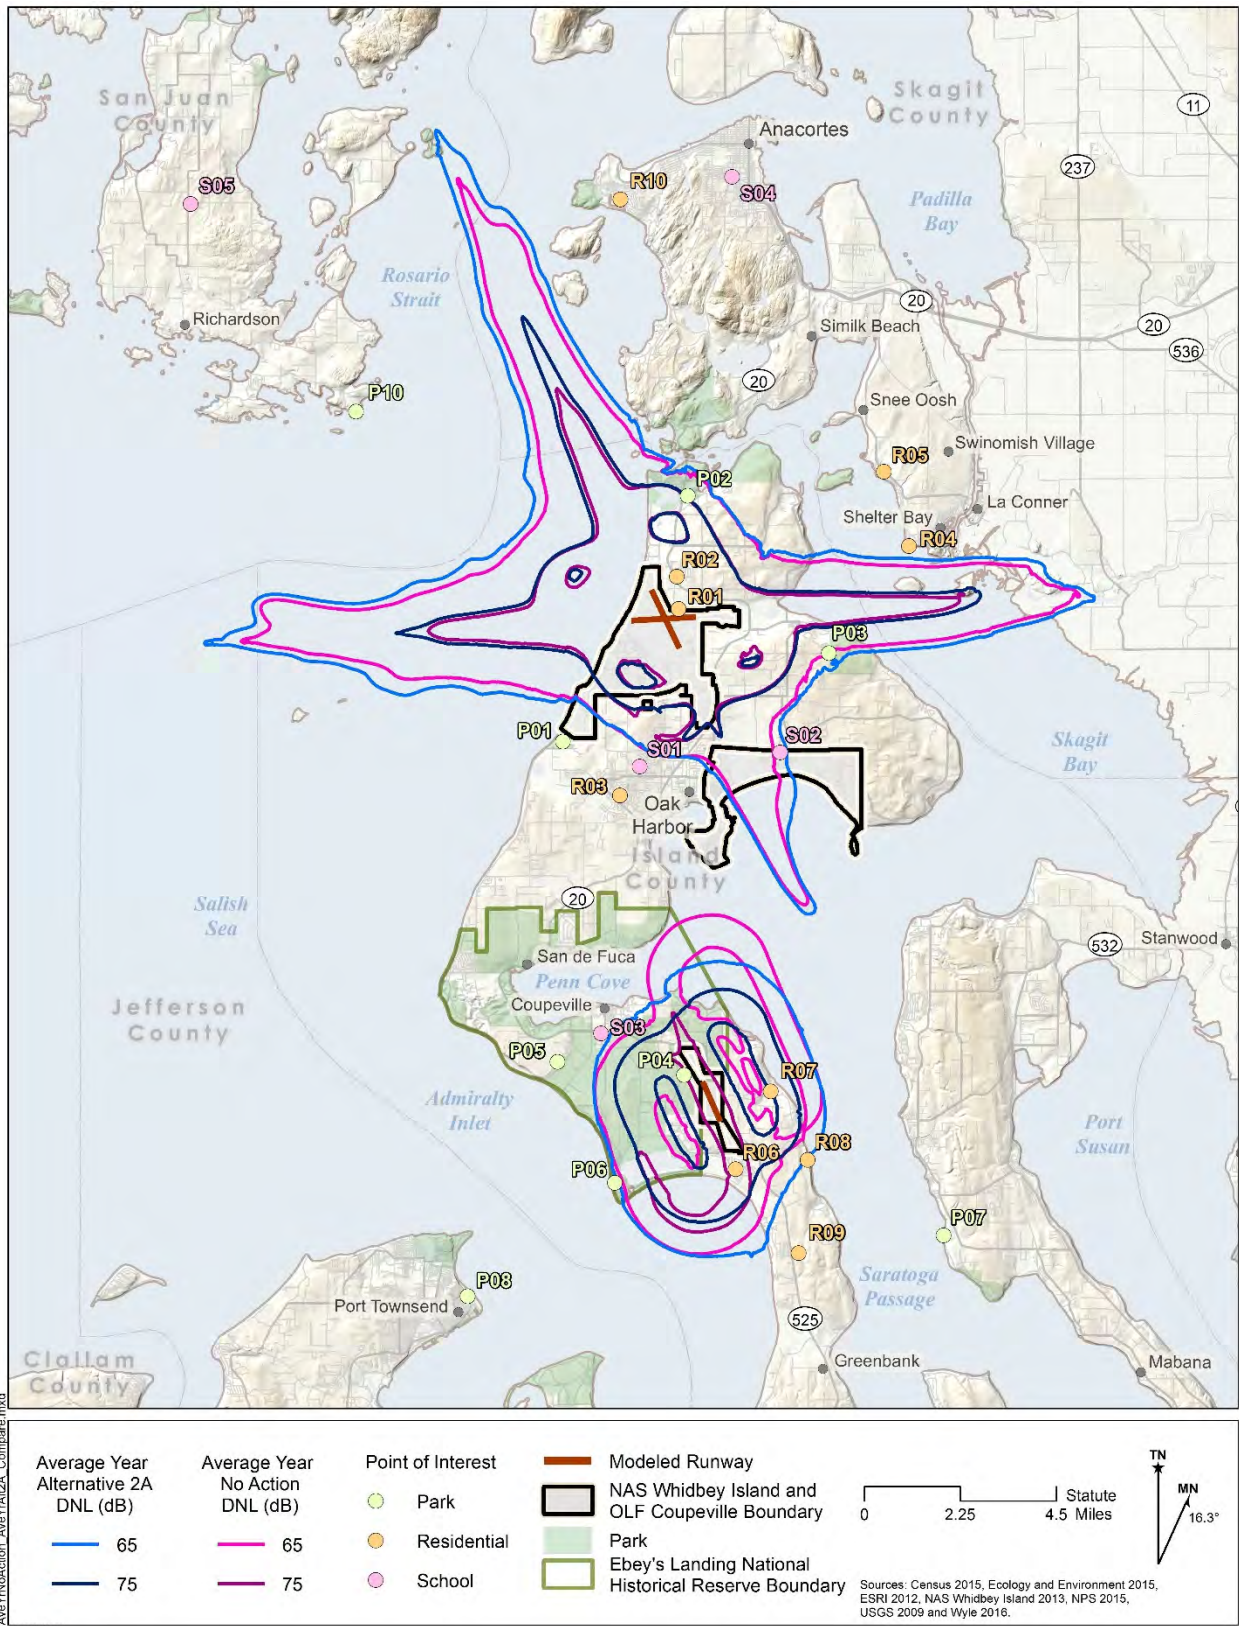 San Juan
County
Skagit
County
11
Anacortes
237
S05
R10
S04
Padilla
Bay
Rosario
Strait
20
Richardson
Similk Beach
20
536
20
P10
Snee Oosh
Swinomish Village
R05
P02
La Conner
Shelter Bay
R04
R02
R01
P03
P01
S01
S02
Skagit
Bay
R03
Oak
Harbor
Island
County
20
Salish
Sea
532
Stanwood
San de Fuca
Penn Cove
Jefferson
County
Coupeville
S03
P05
P04
R07
Admiralty
Inlet
Port
Susan
R08
R06
P06
P07
R09
Saratoga
Passage
P08
Port Townsend
525
Clallam
County
Greenbank
Mabana
Average Year
Alternative 2A
DNL (dB)
65
75
Average Year
No Action
DNL (dB)
65
75
Point of Interest
Park
Residential
School
Modeled Runway
NAS Whidbey Island and
OLF Coupeville Boundary
Park
Ebey's Landing National
Historical Reserve Boundary
0 2.25 4.5
Statute
Miles
TN
MN
16.3°
Sources: Census 2015, Ecology and Environment 2015,
ESRI 2012, NAS Whidbey Island 2013, NPS 2015,
USGS 2009 and Wyle 2016.